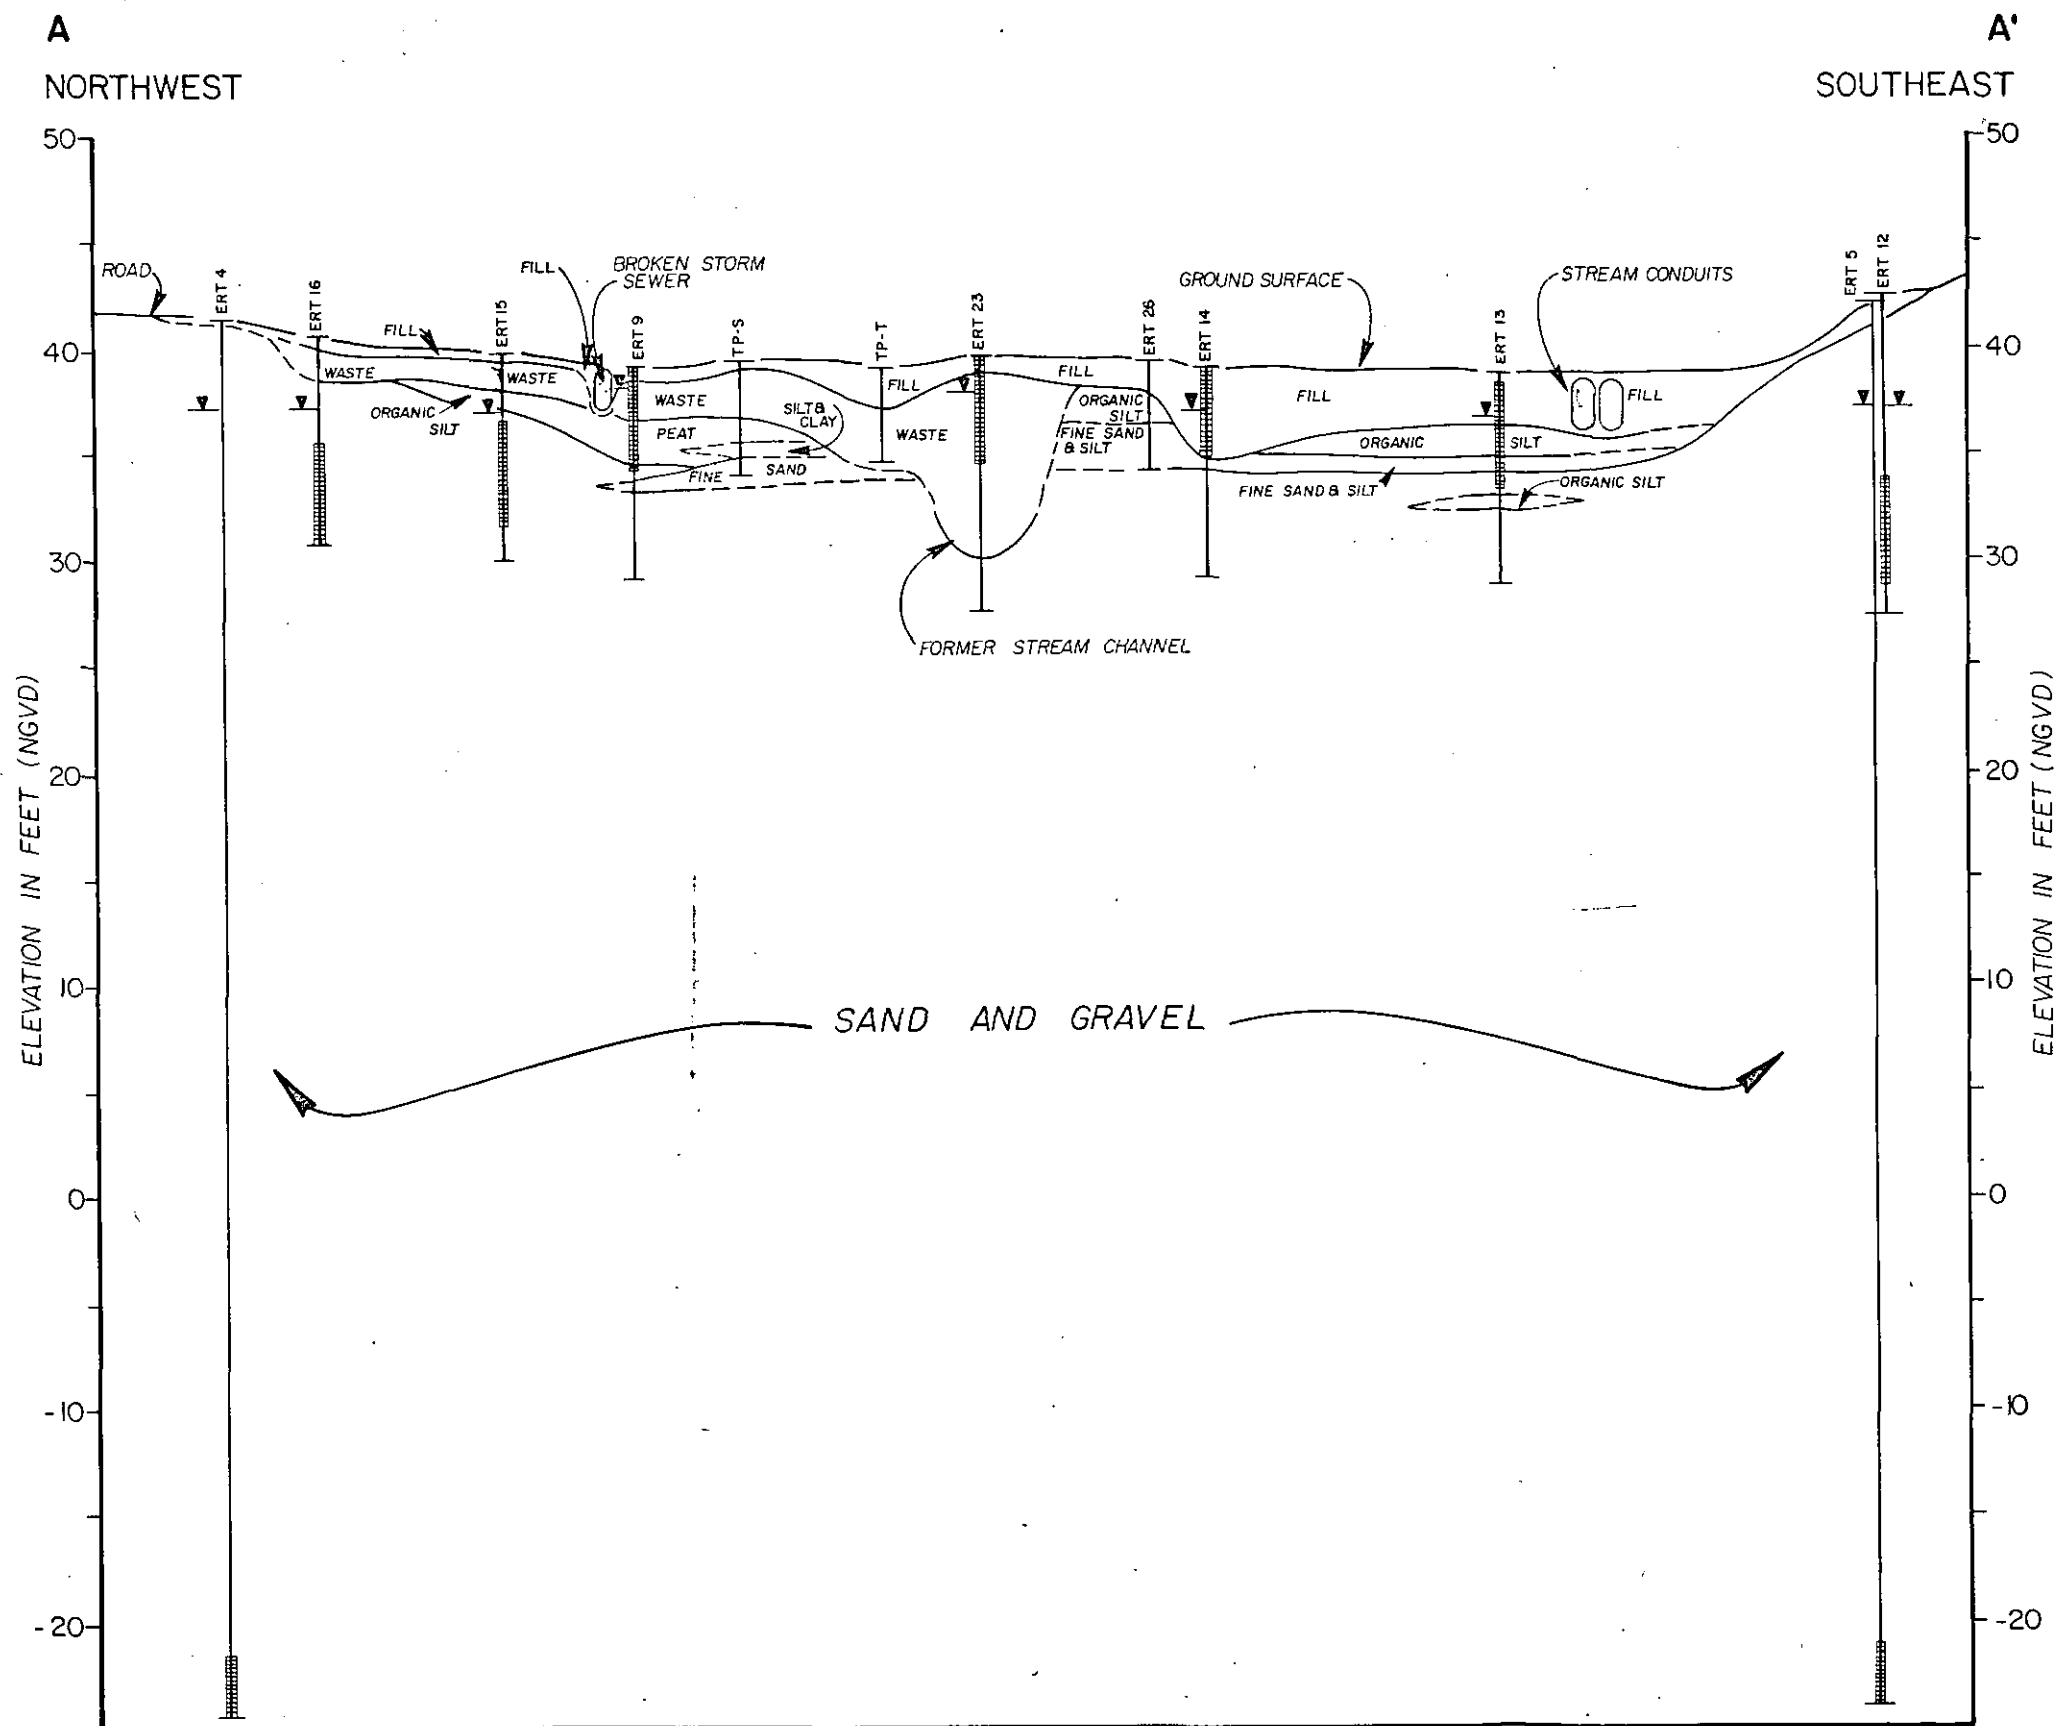 A
A'
NORTHWEST
SOUTHEAST
50
50
ROAD
ERT 4
ERT 16
FILL
ERT 15
FILL
BROKEN STORM
SEWER
ERT 9
TP-S
TP-T
ERT 23
ERT 26
ERT 14
GROUND SURFACE
ERT 13
STREAM CONDUITS
ERT 5
ERT 12
40
40
WASTE
WASTE
ORGANIC
SILT
WASTE
PEAT
SILT &
CLAY
FINE
SAND
FILL
WASTE
FILL
ORGANIC
SILT
FINE SAND
& SILT
FILL
FILL
ORGANIC
SILT
FINE SAND & SILT
ORGANIC SILT
30
30
FORMER STREAM CHANNEL
ELEVATION IN FEET (NGVD)
ELEVATION IN FEET (NGVD)
20
20
10
10
SAND AND GRAVEL
0
0
-10
-10
-20
-20